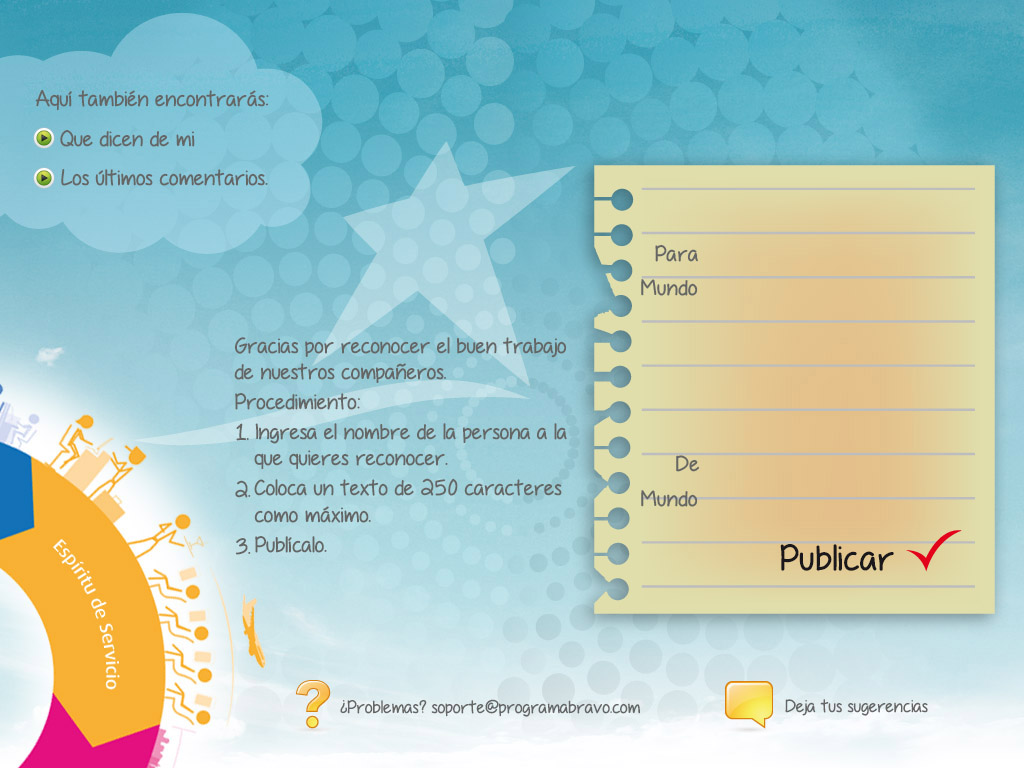 Aquí también encontrarás:
Que dicen de mi
Los últimos comentarios.
Gracias por reconocer el buen trabajo
de nuestros compañeros.
Procedimiento:
1. Ingresa el nombre de la persona a la
que quieres reconocer.
2. Coloca un texto de 250 caracteres
como máximo.
3. Publícalo.
Para
Mundo
De
Mundo
Publicar
Espíritu de Servicio
¿Problemas? soporte@programabravo.com
Deja tus sugerencias